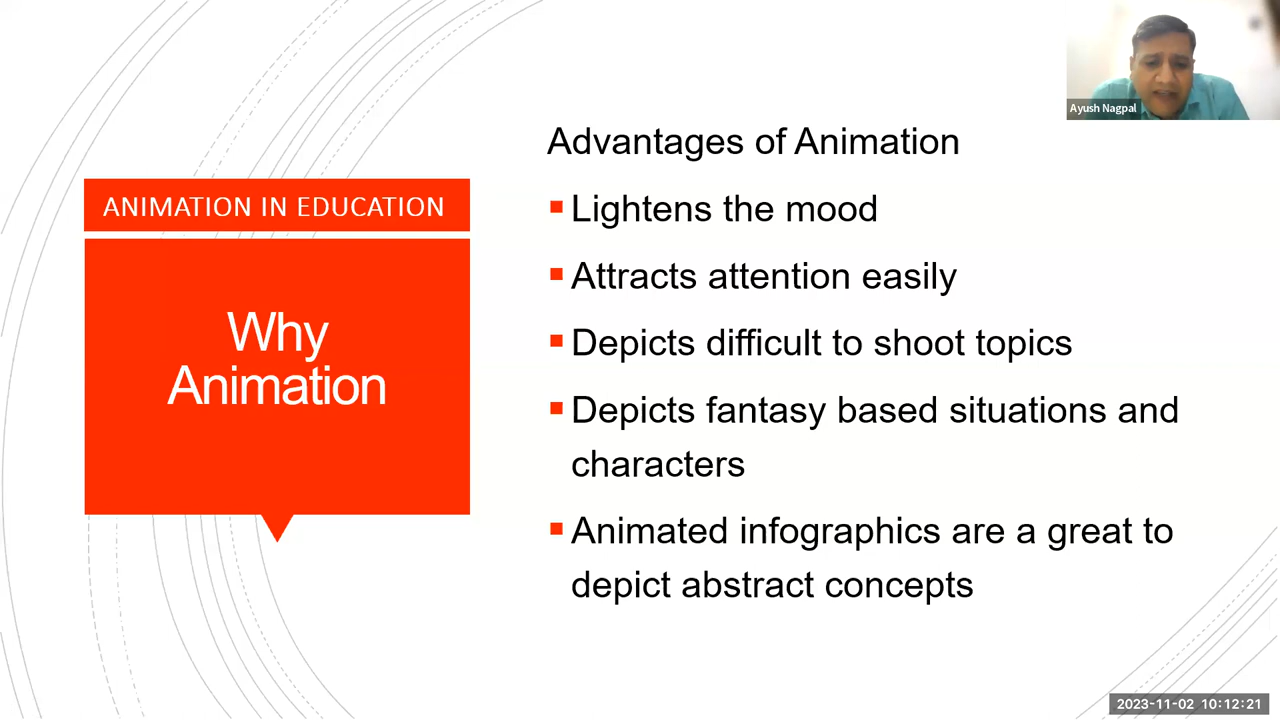 Ayush Nagpal
ANIMATION IN EDUCATION
Why
Animation
Advantages of Animation
Lightens the mood
Attracts attention easily
Depicts difficult to shoot topics
Depicts fantasy based situations and
characters
Animated infographics are a great to
depict abstract concepts
2023-11-02 10:12:21